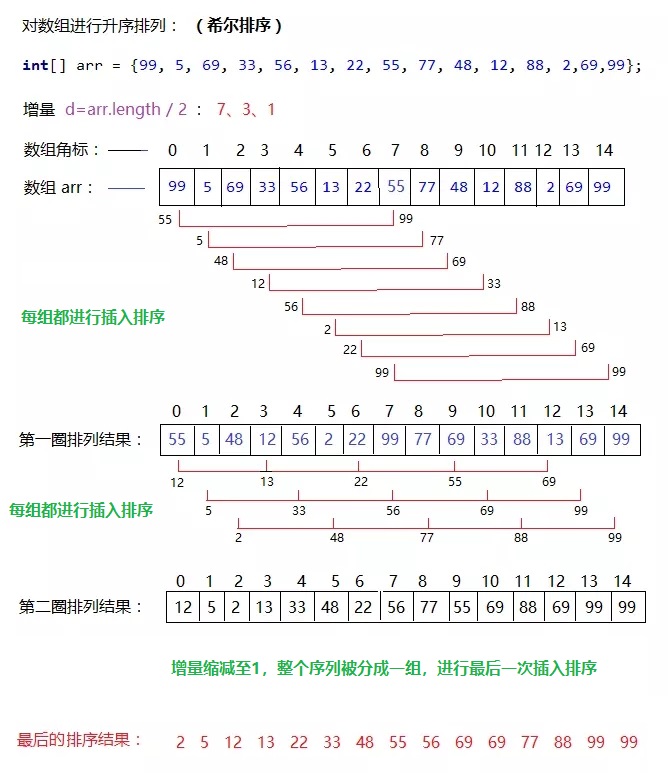 对数组进行升序排列：（希尔排序）
int[] arr = {99, 5, 69, 33, 56, 13, 22, 55, 77, 48, 12, 88, 2,69,99};
增量 d=arr.length / 2 ： 7、3、1
数组角标： 0 1 2 3 4 5 6 7 8 9 10 11 12 13 14
数组 arr： 99 5 69 33 56 13 22 55 77 48 12 88 2 69 99
55 99
5 77
48 69
12 33
56 88
每组都进行插入排序
2 13
22 69
99 99
0 1 2 3 4 5 6 7 8 9 10 11 12 13 14
第一圈排列结果： 55 5 48 12 56 2 22 99 77 69 33 88 13 69 99
12 13 22 55 69
每组都进行插入排序
5 33 56 69 99
2 48 77 88 99
0 1 2 3 4 5 6 7 8 9 10 11 12 13 14
第二圈排列结果： 12 5 2 13 33 48 22 56 77 55 69 88 69 99 99
增量缩减至1，整个序列被分成一组，进行最后一次插入排序
最后的排序结果： 2 5 12 13 22 33 48 55 56 69 69 77 88 99 99